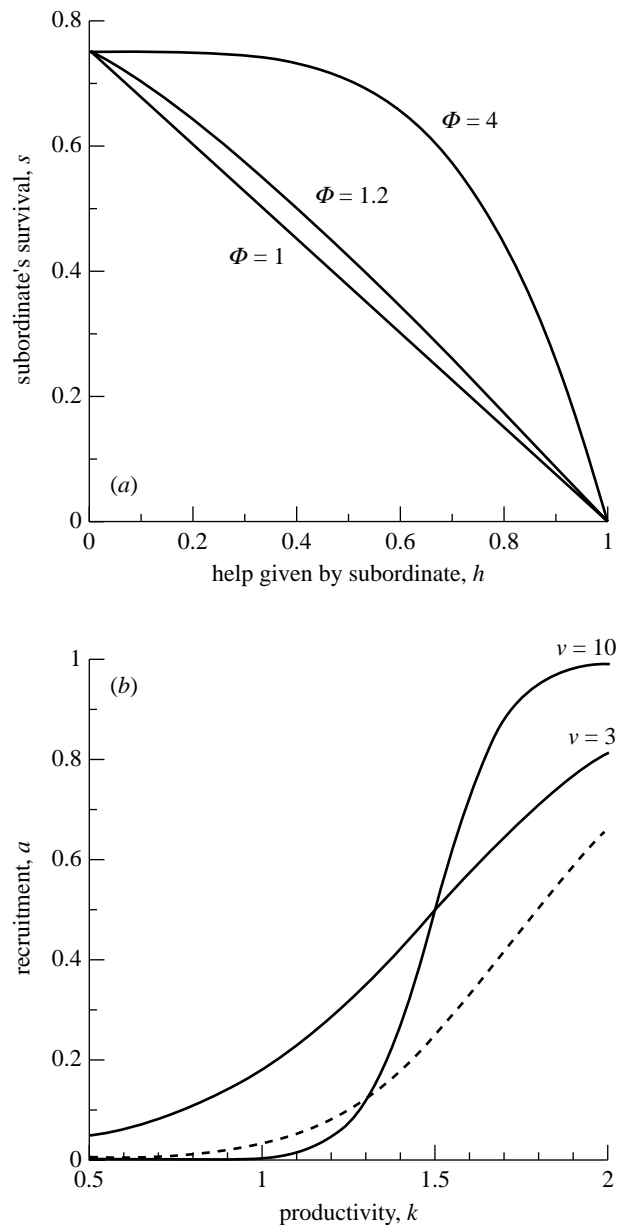 0.8
0.6
0.4
0.2
0
subordinate's survival, s
Φ = 4
Φ = 1.2
Φ = 1
(a)
0 0.2 0.4 0.6 0.8 1
help given by subordinate, h
1
0.8
0.6
0.4
0.2
0
recruitment, a
(b)
v = 10
v = 3
0.5 1 1.5 2
productivity, k